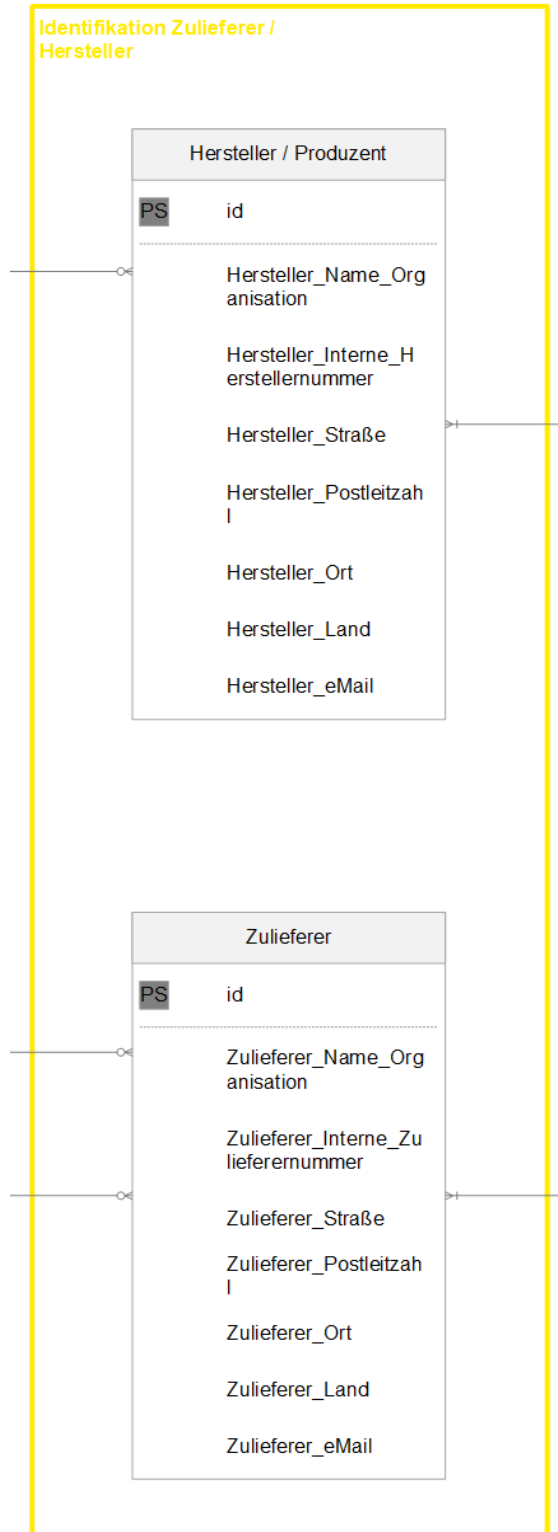 Identifikation Zulieferer /
Hersteller
Hersteller / Produzent
PS id
Hersteller_Name_Org
anisation
Hersteller_Interne_H
erstellernummer
Hersteller_Straße
Hersteller_Postleitzah
l
Hersteller_Ort
Hersteller_Land
Hersteller_eMail
Zulieferer
PS id
Zulieferer_Name_Org
anisation
Zulieferer_Interne_Zu
lieferernummer
Zulieferer_Straße
Zulieferer_Postleitzah
l
Zulieferer_Ort
Zulieferer_Land
Zulieferer_eMail